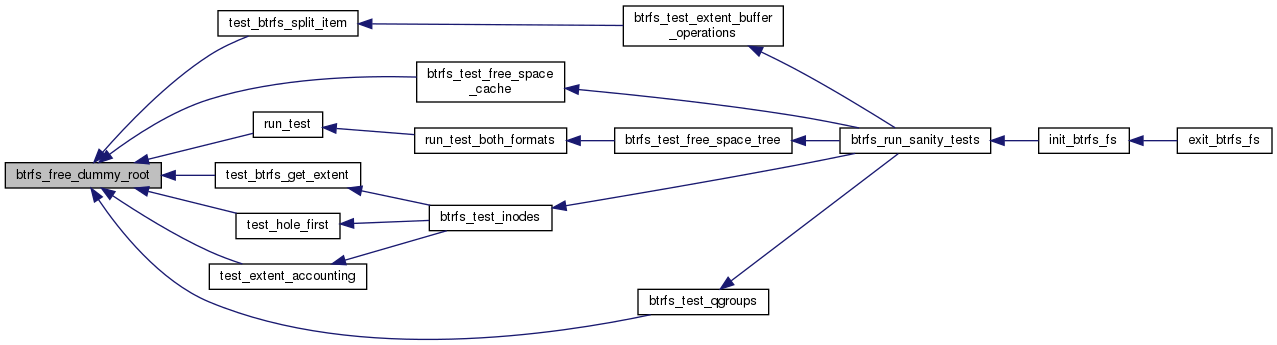 test_btrfs_split_item
btrfs_test_extent_buffer
_operations
btrfs_test_free_space
_cache
run_test
run_test_both_formats
btrfs_test_free_space_tree
btrfs_run_sanity_tests
init_btrfs_fs
exit_btrfs_fs
btrfs_free_dummy_root
test_btrfs_get_extent
btrfs_test_inodes
test_hole_first
test_extent_accounting
btrfs_test_qgroups